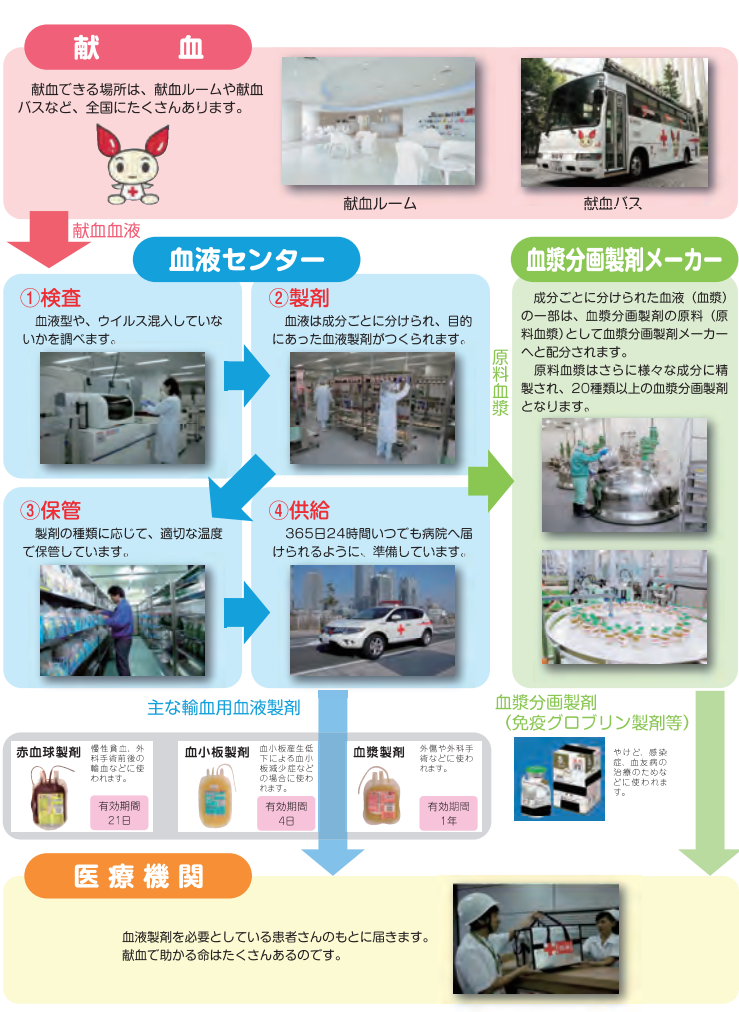 献血
献血できる場所は、献血ルームや献血
バスなど、全国にたくさんあります。
献血ルーム
献血バス
献血血液
血液センター
①検査
血液型や、ウイルス混入していな
いかを調べます。
②製剤
血液は成分ごとに分けられ、目的
にあった血液製剤がつくられます。
③保管
製剤の種類に応じて、適切な温度
で保管しています。
④供給
365日24時間いつでも病院へ届
けられるように、準備しています。
原料血漿
血漿分画製剤メーカー
成分ごとに分けられた血液（血漿）
の一部は、血漿分画製剤の原料（原
料血漿）として血漿分画製剤メーカー
へと配分されます。
原料血漿はさらに様々な成分に精
製され、20種類以上の血漿分画製剤
となります。
主な輸血用血液製剤
赤血球製剤
慢性貧血、外
科手術前後の
輸血などに使
われます。
有効期間
21日
血小板製剤
血小板産生低
下による血小
板減少症など
の場合に使わ
れます。
有効期間
4日
血漿製剤
外傷や外科手
術などに使わ
れます。
有効期間
1年
血漿分画製剤
（免疫グロブリン製剤等）
やけど、感染
症、血友病の
治療のためな
どに使われま
す。
医療機関
血液製剤を必要としている患者さんのもとに届きます。
献血で助かる命はたくさんあるのです。